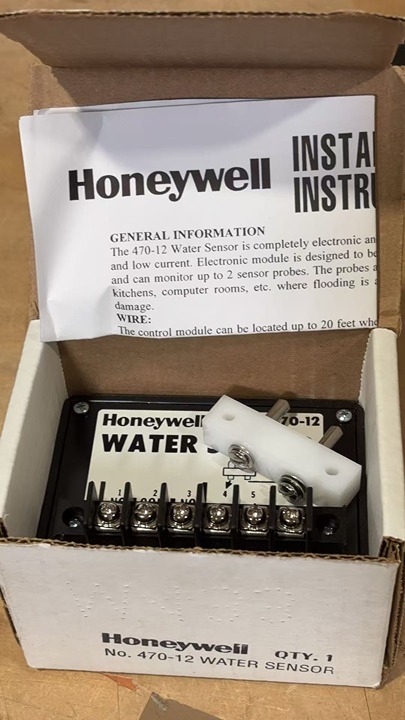 Honeywell
INSTA
INSTRU
GENERAL INFORMATION
The 470-12 Water Sensor is completely electronic an
and low current. Electronic module is designed to be
and can monitor up to 2 sensor probes. The probes a
kitchens, computer rooms, etc. where flooding is a
damage.
WIRE:
The control module can be located up to 20 feet whe
Honeywell 70-12
WATER S
1 2 3 4 5
Honeywell QTY. 1
No. 470-12 WATER SENSOR